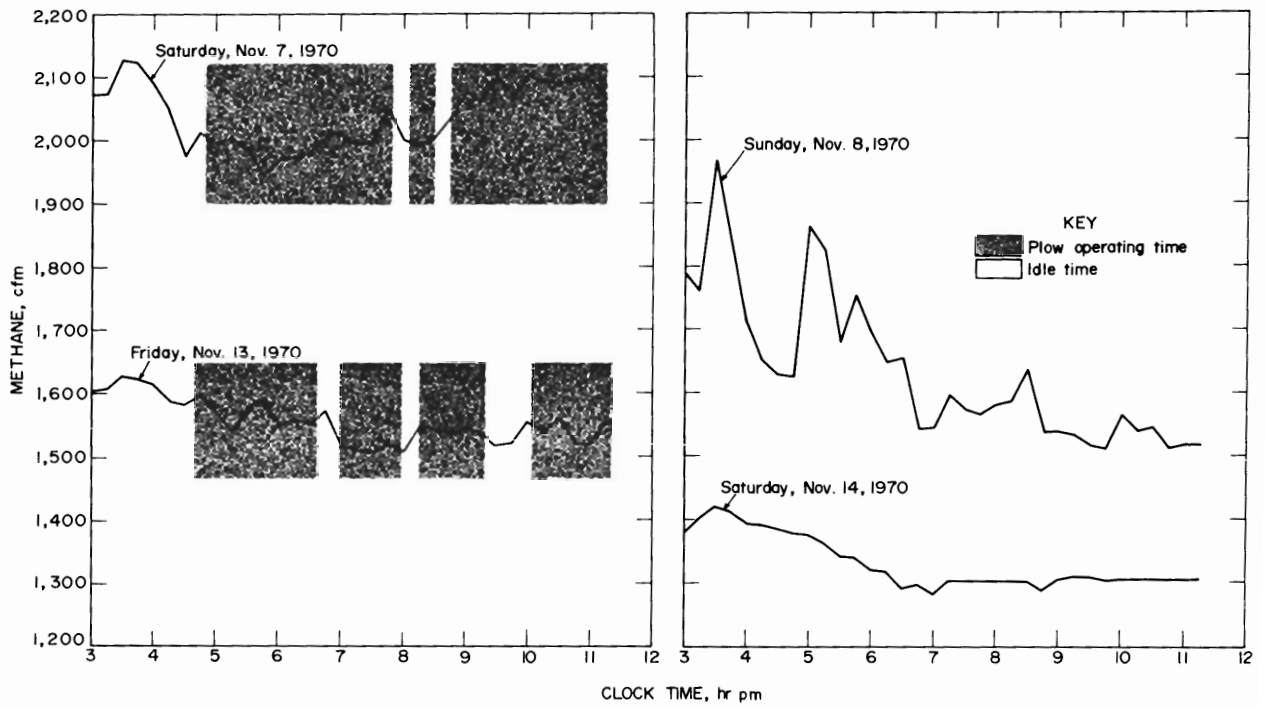 2,200
2,100
2,000
1,900
1,800
1,700
1,600
1,500
1,400
1,300
1,200
METHANE, cfm
Saturday, Nov. 7, 1970
Friday, Nov. 13, 1970
3 4 5 6 7 8 9 10 11 12
Sunday, Nov. 8, 1970
KEY
Plow operating time
Idle time
Saturday, Nov. 14, 1970
3 4 5 6 7 8 9 10 11 12
CLOCK TIME, hr pm